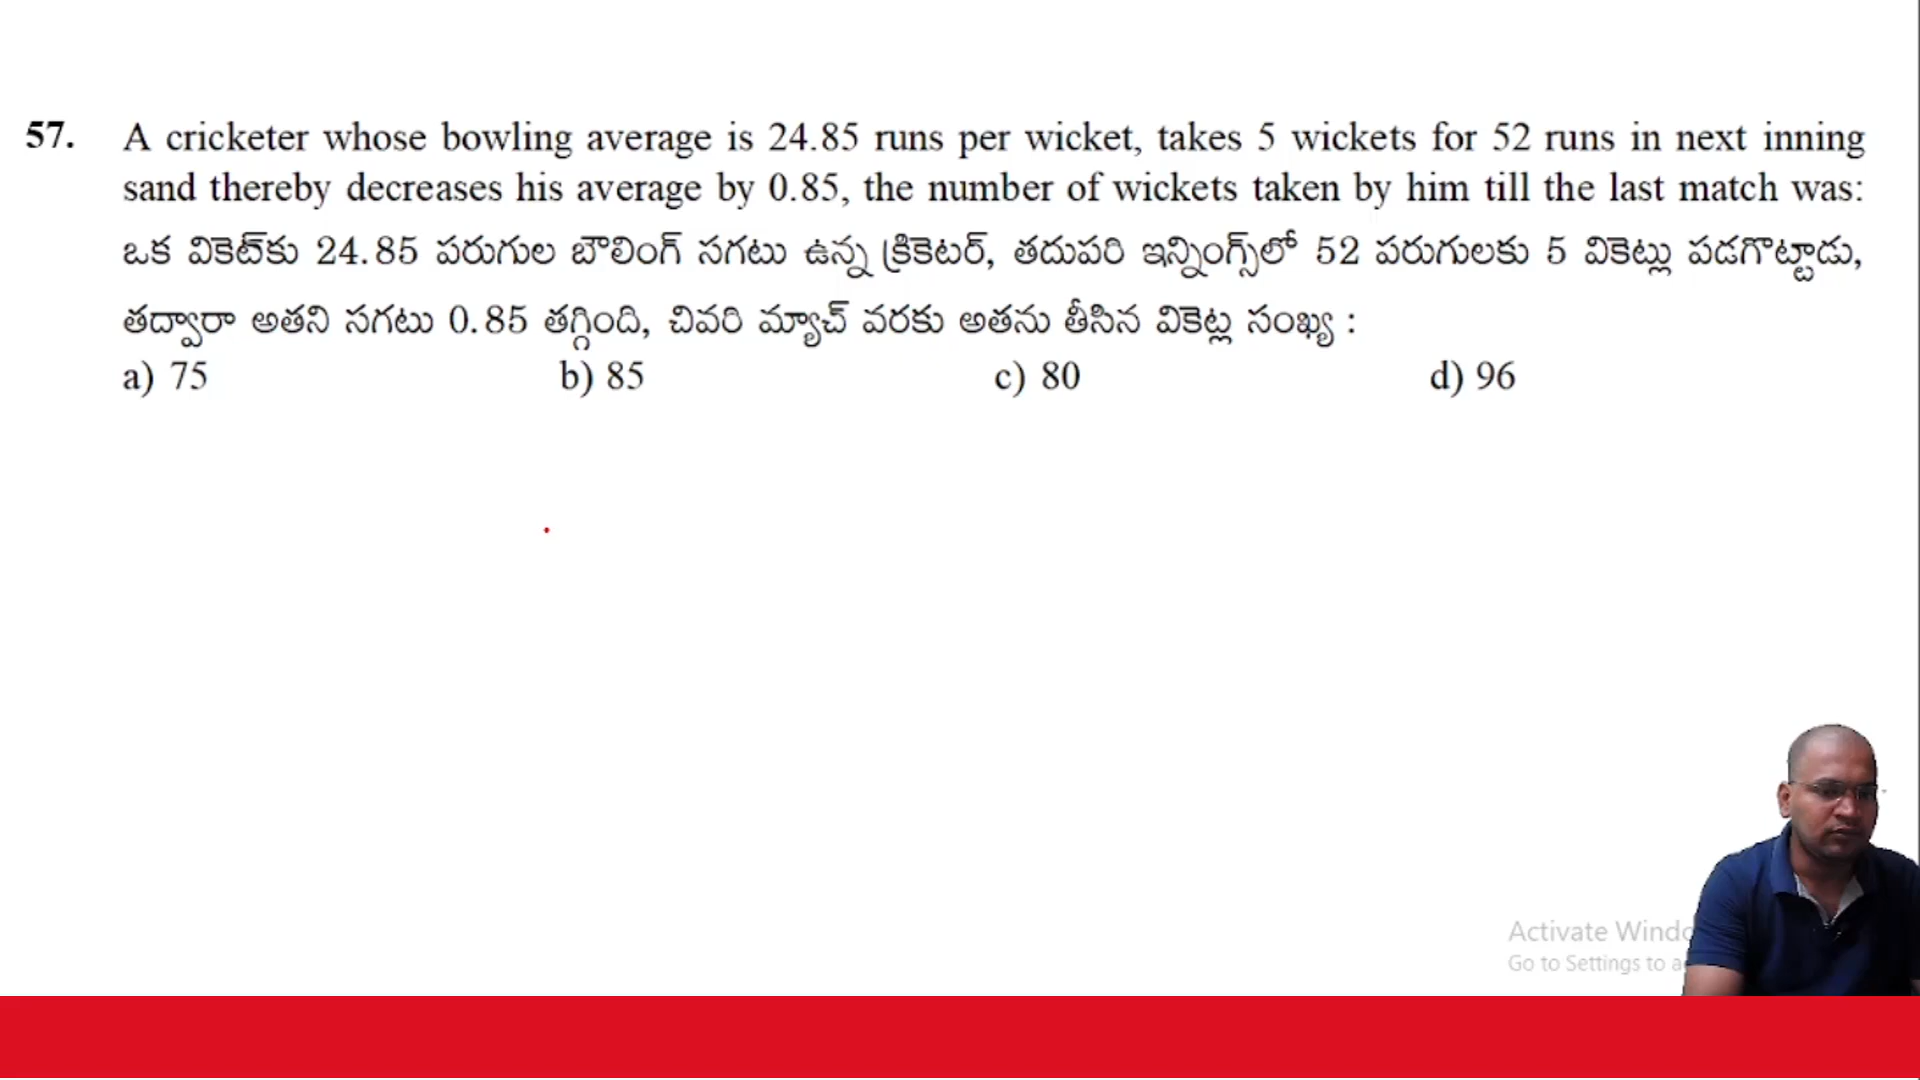 57. A cricketer whose bowling average is 24.85 runs per wicket, takes 5 wickets for 52 runs in next inning
sand thereby decreases his average by 0.85, the number of wickets taken by him till the last match was:
ఒక వికెట్‌కు 24.85 పరుగుల బౌలింగ్ సగటు ఉన్న క్రికెటర్, తదుపరి ఇన్నింగ్స్‌లో 52 పరుగులకు 5 వికెట్లు పడగొట్టాడు,
తద్వారా అతని సగటు 0.85 తగ్గింది, చివరి మ్యాచ్ వరకు అతను తీసిన వికెట్ల సంఖ్య :
a) 75 b) 85 c) 80 d) 96
Activate Windo
Go to Settings to a